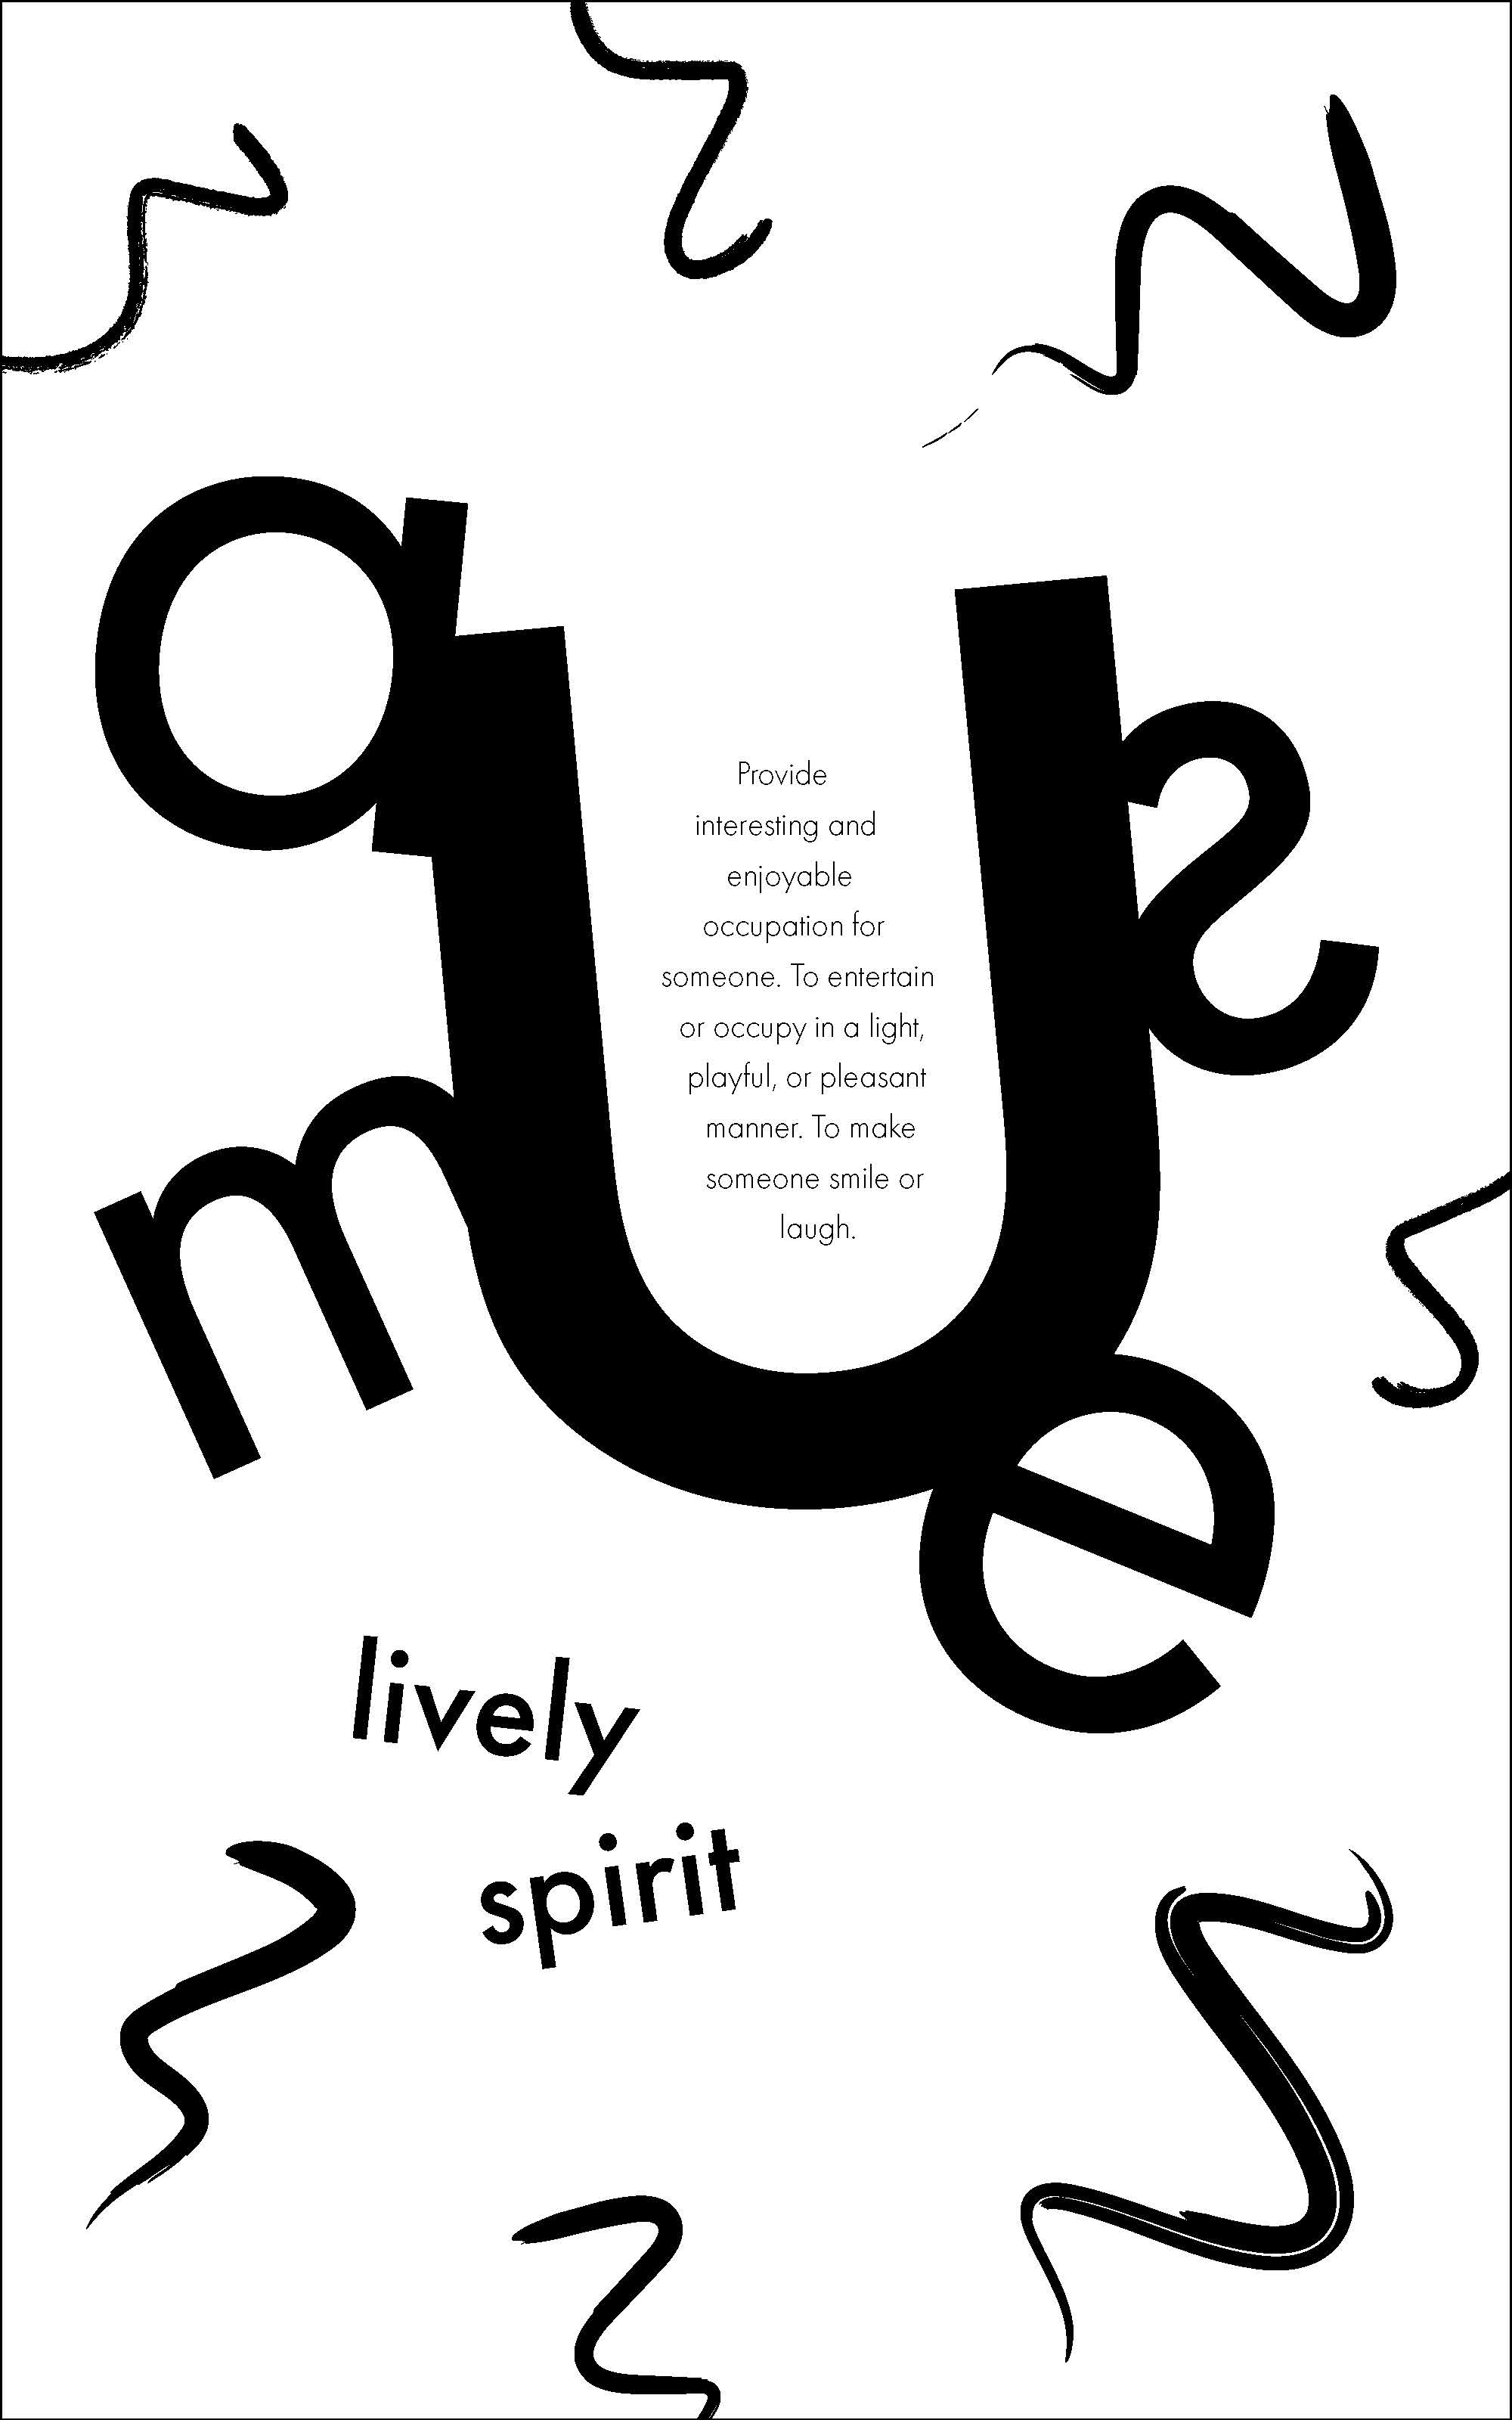 amuse
Provide
interesting and
enjoyable
occupation for
someone. To entertain
or occupy in a light,
playful, or pleasant
manner. To make
someone smile or
laugh.
lively
spirit